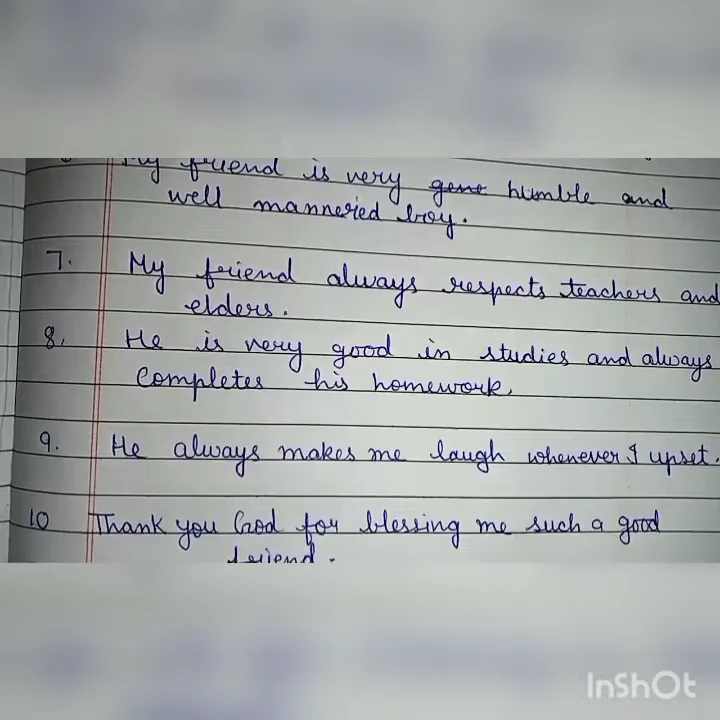 My friend is very gene humble and
well mannered boy.
7. My friend always respects teachers and
elders.
8. He is very good in studies and always
Completes his homework.
9. He always makes me laugh whenever I upset.
10 Thank you God for blessing me such a good
friend.
InShOt